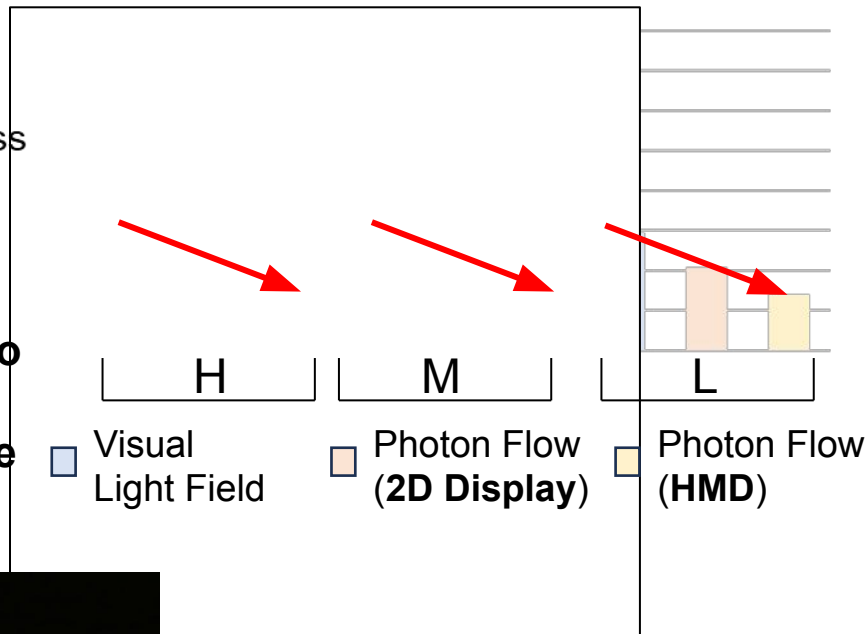 ss
o
H M L
e
Visual
Light Field
Photon Flow
(2D Display)
Photon Flow
(HMD)